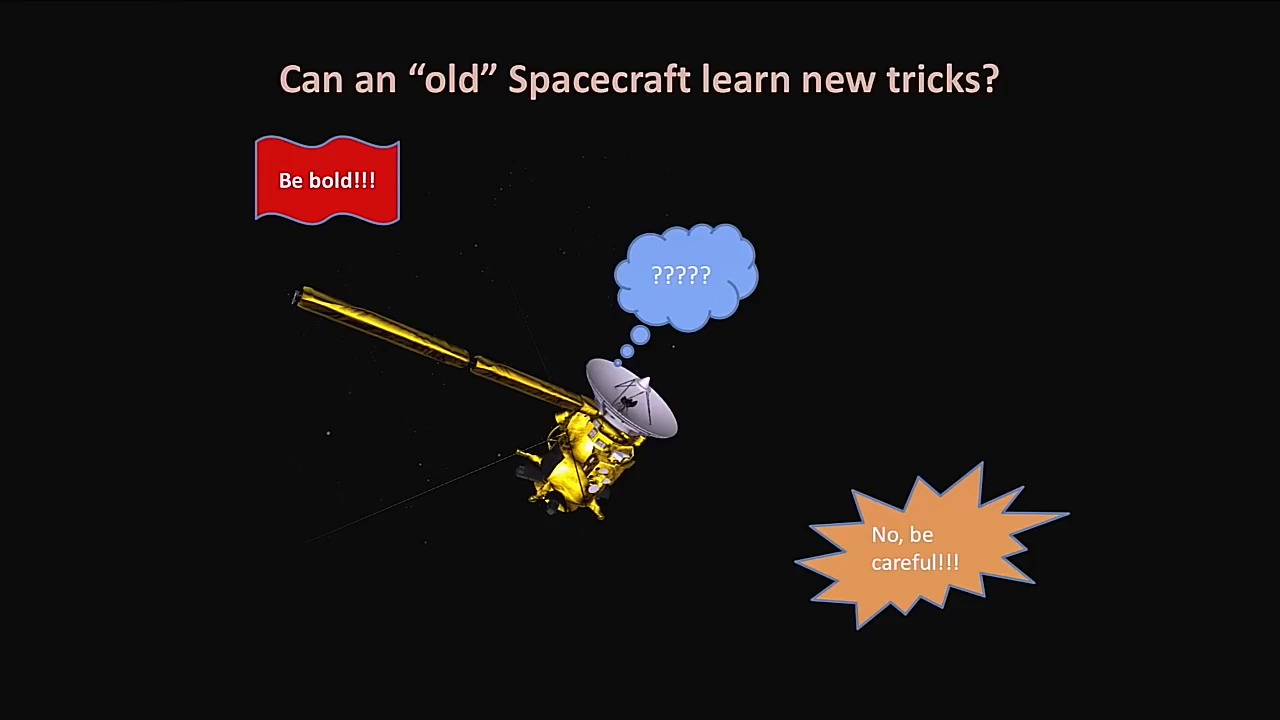 Can an “old” Spacecraft learn new tricks?
Be bold!!!
?????
No, be
careful!!!